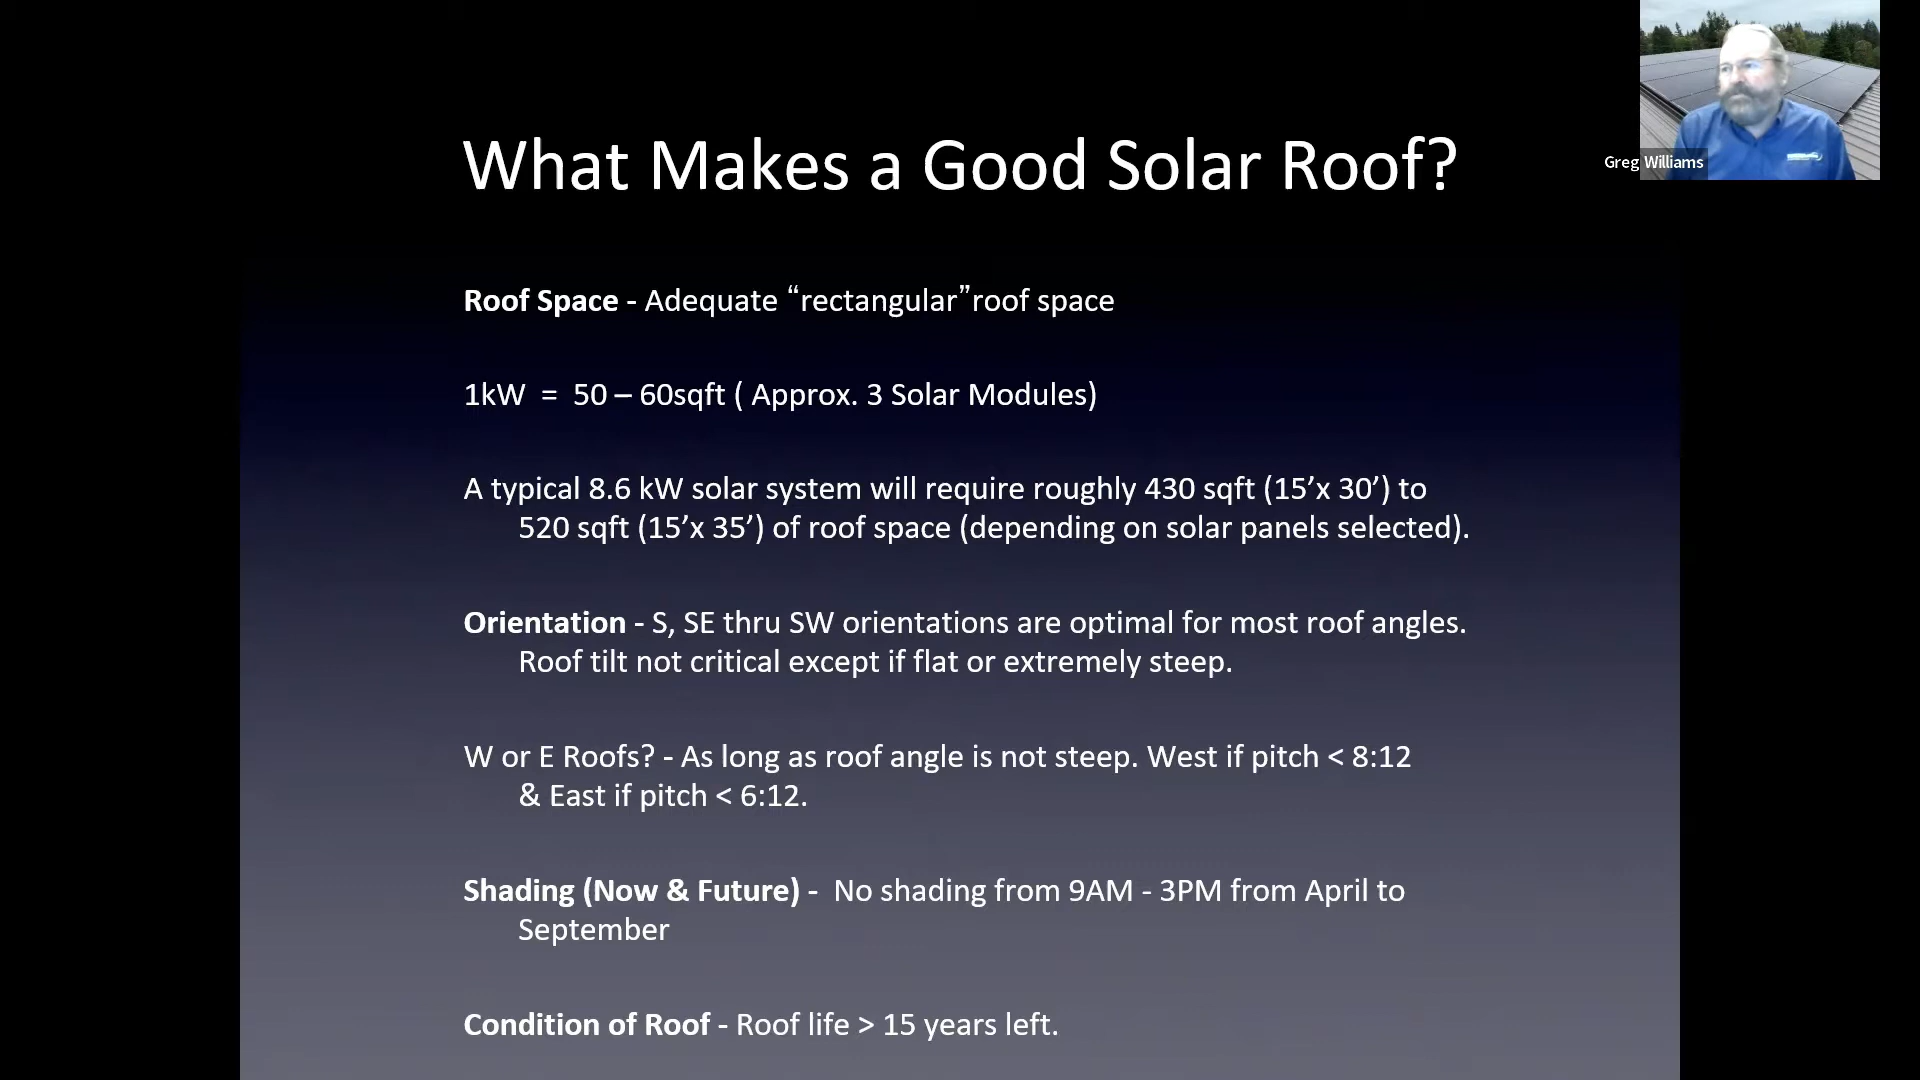 What Makes a Good Solar Roof?
Greg Williams
Roof Space - Adequate “rectangular”roof space
1kW = 50 – 60sqft ( Approx. 3 Solar Modules)
A typical 8.6 kW solar system will require roughly 430 sqft (15’x 30’) to
520 sqft (15’x 35’) of roof space (depending on solar panels selected).
Orientation - S, SE thru SW orientations are optimal for most roof angles.
Roof tilt not critical except if flat or extremely steep.
W or E Roofs? - As long as roof angle is not steep. West if pitch < 8:12
& East if pitch < 6:12.
Shading (Now & Future) - No shading from 9AM - 3PM from April to
September
Condition of Roof - Roof life > 15 years left.